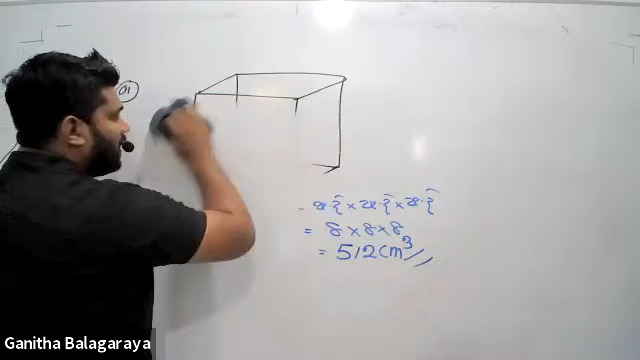 01
= දි.දි × දි.දි × දි.දි
= 8 × 8 × 8
= 512cm³
Ganitha Balagaraya